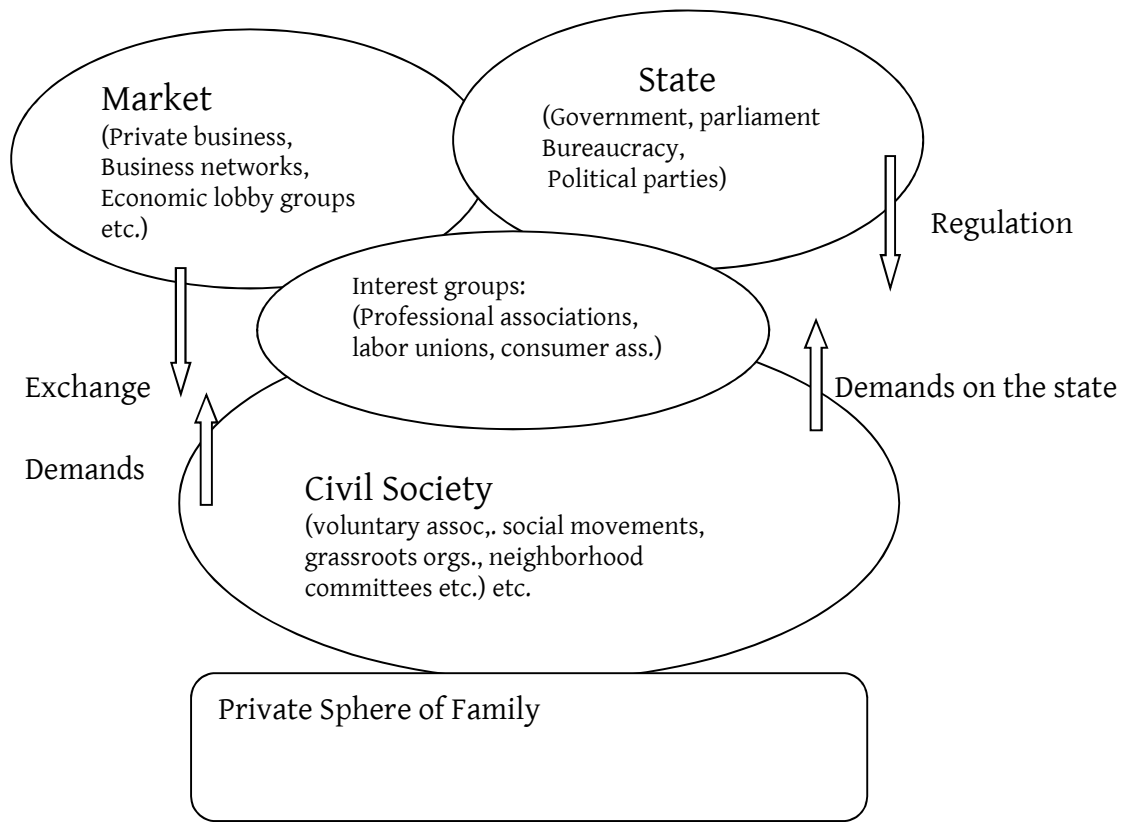 Market
(Private business,
Business networks,
Economic lobby groups
etc.)
State
(Government, parliament
Bureaucracy,
Political parties)
Regulation
Interest groups:
(Professional associations,
labor unions, consumer ass.)
Exchange
Demands on the state
Demands
Civil Society
(voluntary assoc,. social movements,
grassroots orgs., neighborhood
committees etc.) etc.
Private Sphere of Family